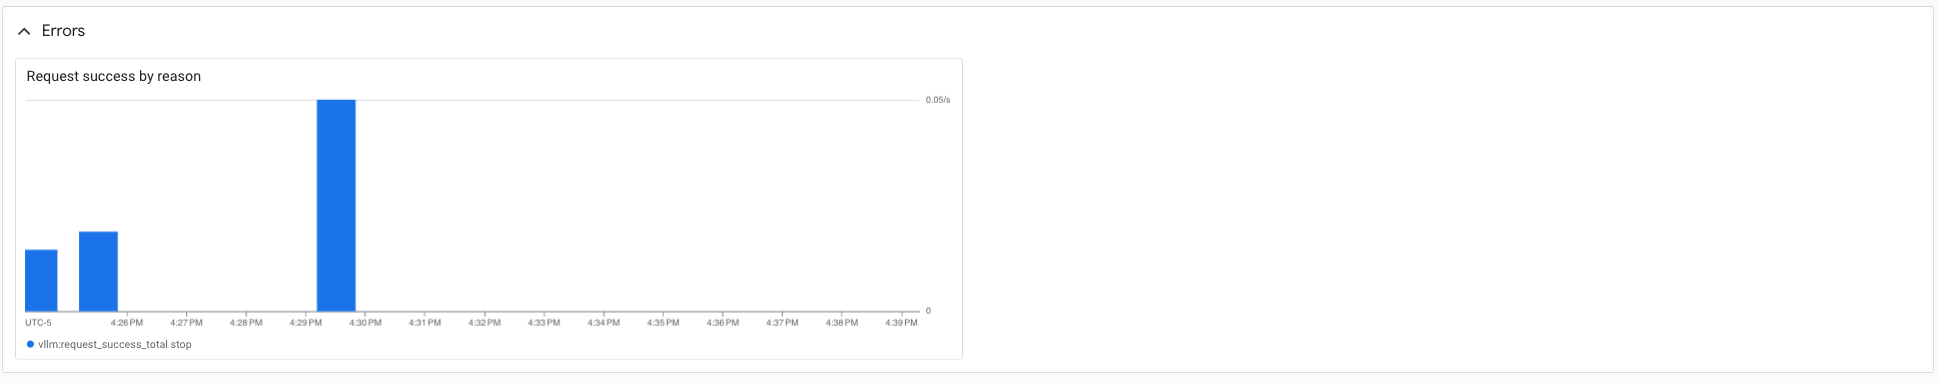 Errors
Request success by reason
0.05/s
0
UTC-5 4:26 PM 4:27 PM 4:28 PM 4:29 PM 4:30 PM 4:31 PM 4:32 PM 4:33 PM 4:34 PM 4:35 PM 4:36 PM 4:37 PM 4:38 PM 4:39 PM
vllm:request_success_total stop